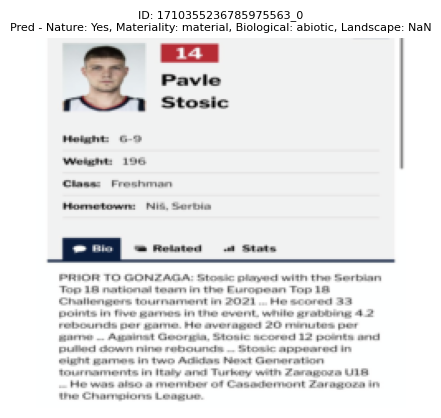 ID: 1710355236785975563_0
Pred - Nature: Yes, Materiality: material, Biological: abiotic, Landscape: NaN
14
Pavle
Stosic
Height: 6-9
Weight: 196
Class: Freshman
Hometown: Niš, Serbia
Bio Related Stats
PRIOR TO GONZAGA: Stosic played with the Serbian
Top 18 national team in the European Top 18
Challengers tournament in 2021 ... He scored 33
points in five games in the event, while grabbing 4.2
rebounds per game. He averaged 20 minutes per
game ... Against Georgia, Stosic scored 12 points and
pulled down nine rebounds ... Stosic appeared in
eight games in two Adidas Next Generation
tournaments in Italy and Turkey with Zaragoza U18
... He was also a member of Casademont Zaragoza in
the Champions League.